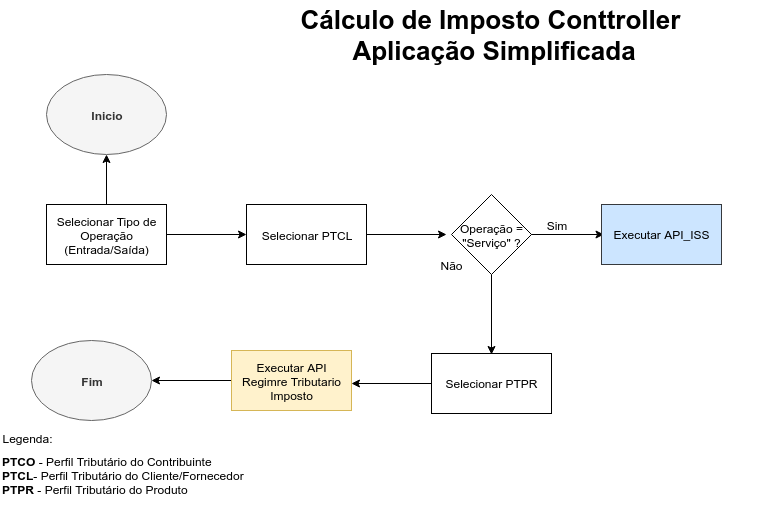 Cálculo de Imposto Conttroller
Aplicação Simplificada
Inicio
Selecionar Tipo de
Operação
(Entrada/Saída)
Selecionar PTCL
Operação =
"Serviço" ?
Sim
Executar API_ISS
Não
Fim
Executar API
Regimre Tributario
Imposto
Selecionar PTPR
Legenda:
PTCO - Perfil Tributário do Contribuinte
PTCL- Perfil Tributário do Cliente/Fornecedor
PTPR - Perfil Tributário do Produto